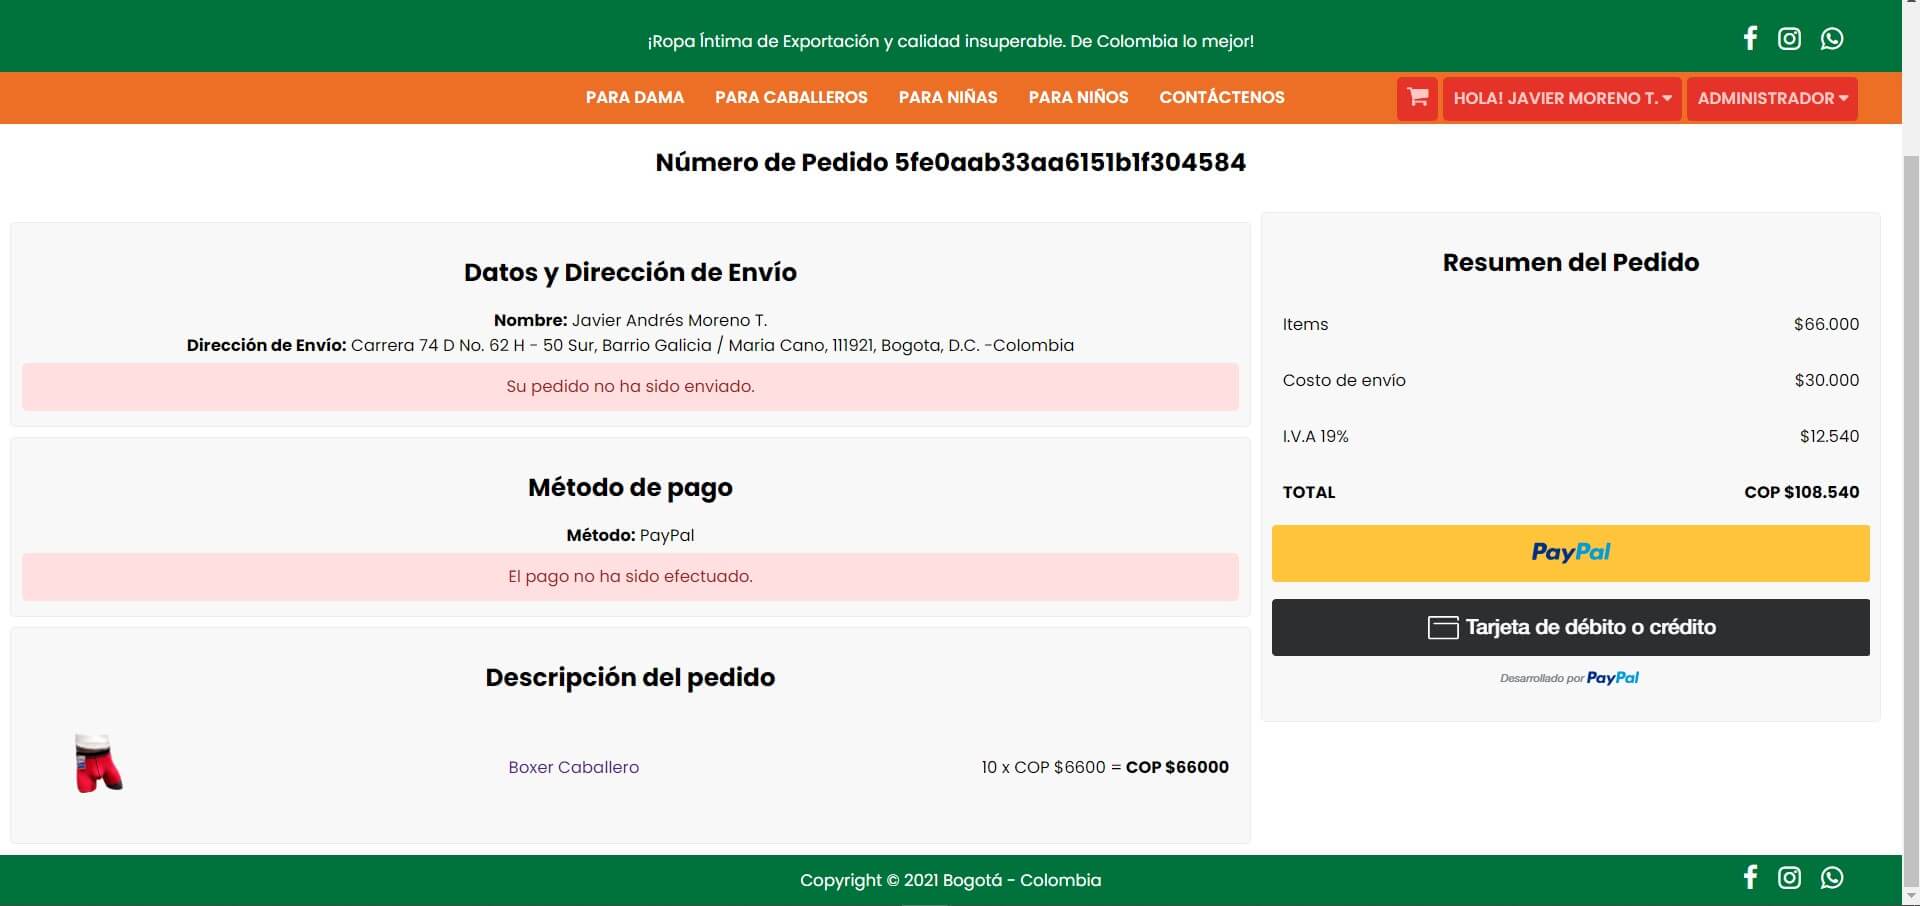 ¡Ropa Íntima de Exportación y calidad insuperable. De Colombia lo mejor!
PARA DAMA PARA CABALLEROS PARA NIÑAS PARA NIÑOS CONTÁCTENOS HOLA! JAVIER MORENO T. ADMINISTRADOR
Número de Pedido 5fe0aab33aa6151b1f304584
Datos y Dirección de Envío
Nombre: Javier Andrés Moreno T.
Dirección de Envío: Carrera 74 D No. 62 H - 50 Sur, Barrio Galicia / Maria Cano, 111921, Bogota, D.C. -Colombia
Su pedido no ha sido enviado.
Método de pago
Método: PayPal
El pago no ha sido efectuado.
Descripción del pedido
Boxer Caballero 10 x COP $6600 = COP $66000
Resumen del Pedido
Items $66.000
Costo de envío $30.000
I.V.A 19% $12.540
TOTAL COP $108.540
PayPal
Tarjeta de débito o crédito
Desarrollado por PayPal
Copyright © 2021 Bogotá - Colombia